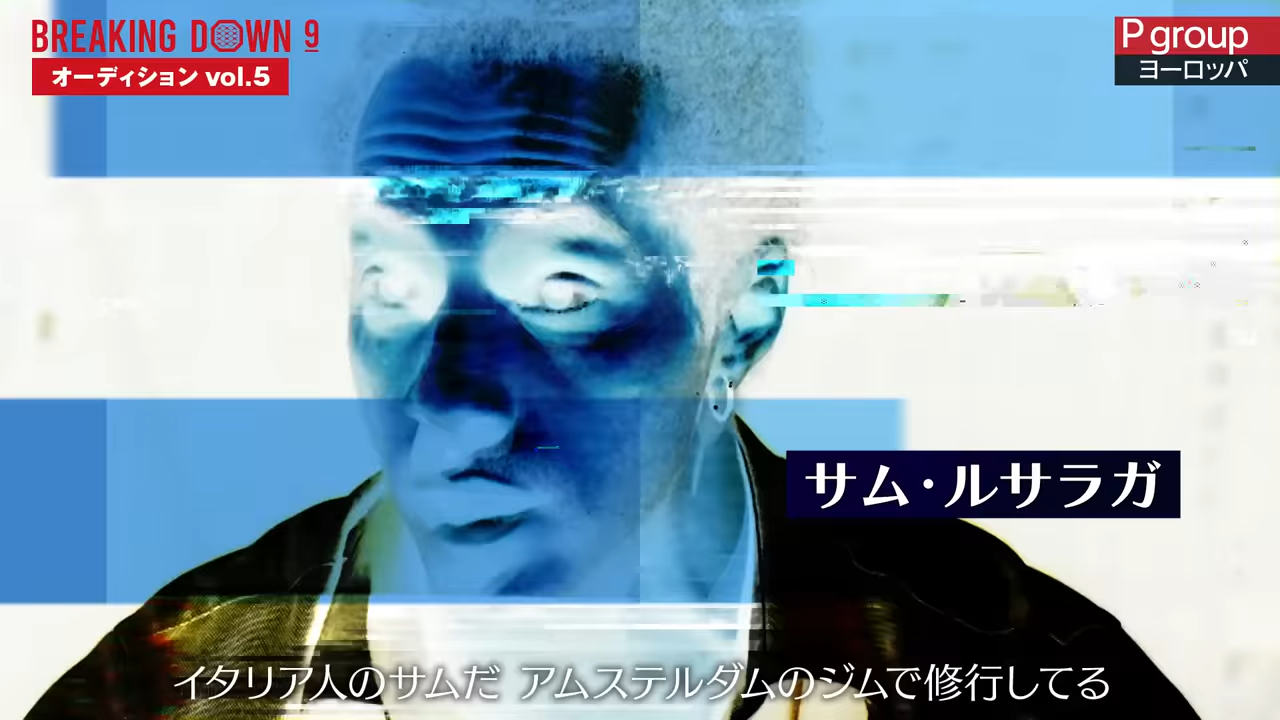 BREAKING DOWN 9
オーディション vol.5
P group
ヨーロッパ
サム・ルサラガ
イタリア人のサムだ アムステルダムのジムで修行してる